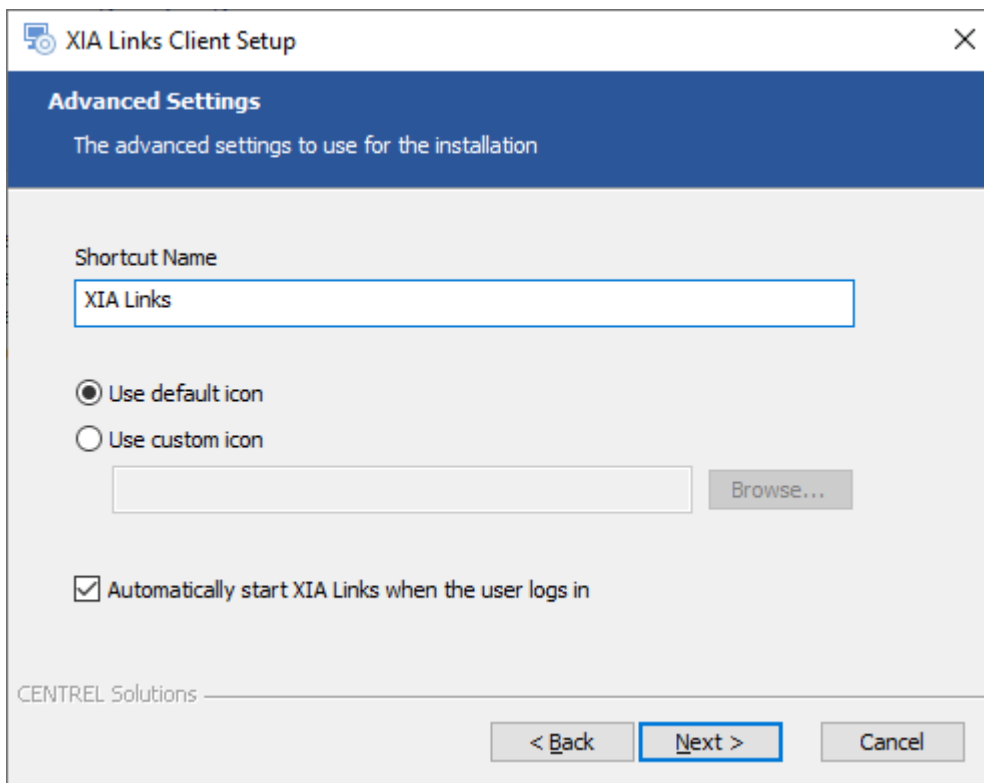 XIA Links Client Setup
Advanced Settings
The advanced settings to use for the installation
Shortcut Name
XIA Links
Use default icon
Use custom icon
Browse...
Automatically start XIA Links when the user logs in
CENTREL Solutions
< Back Next > Cancel